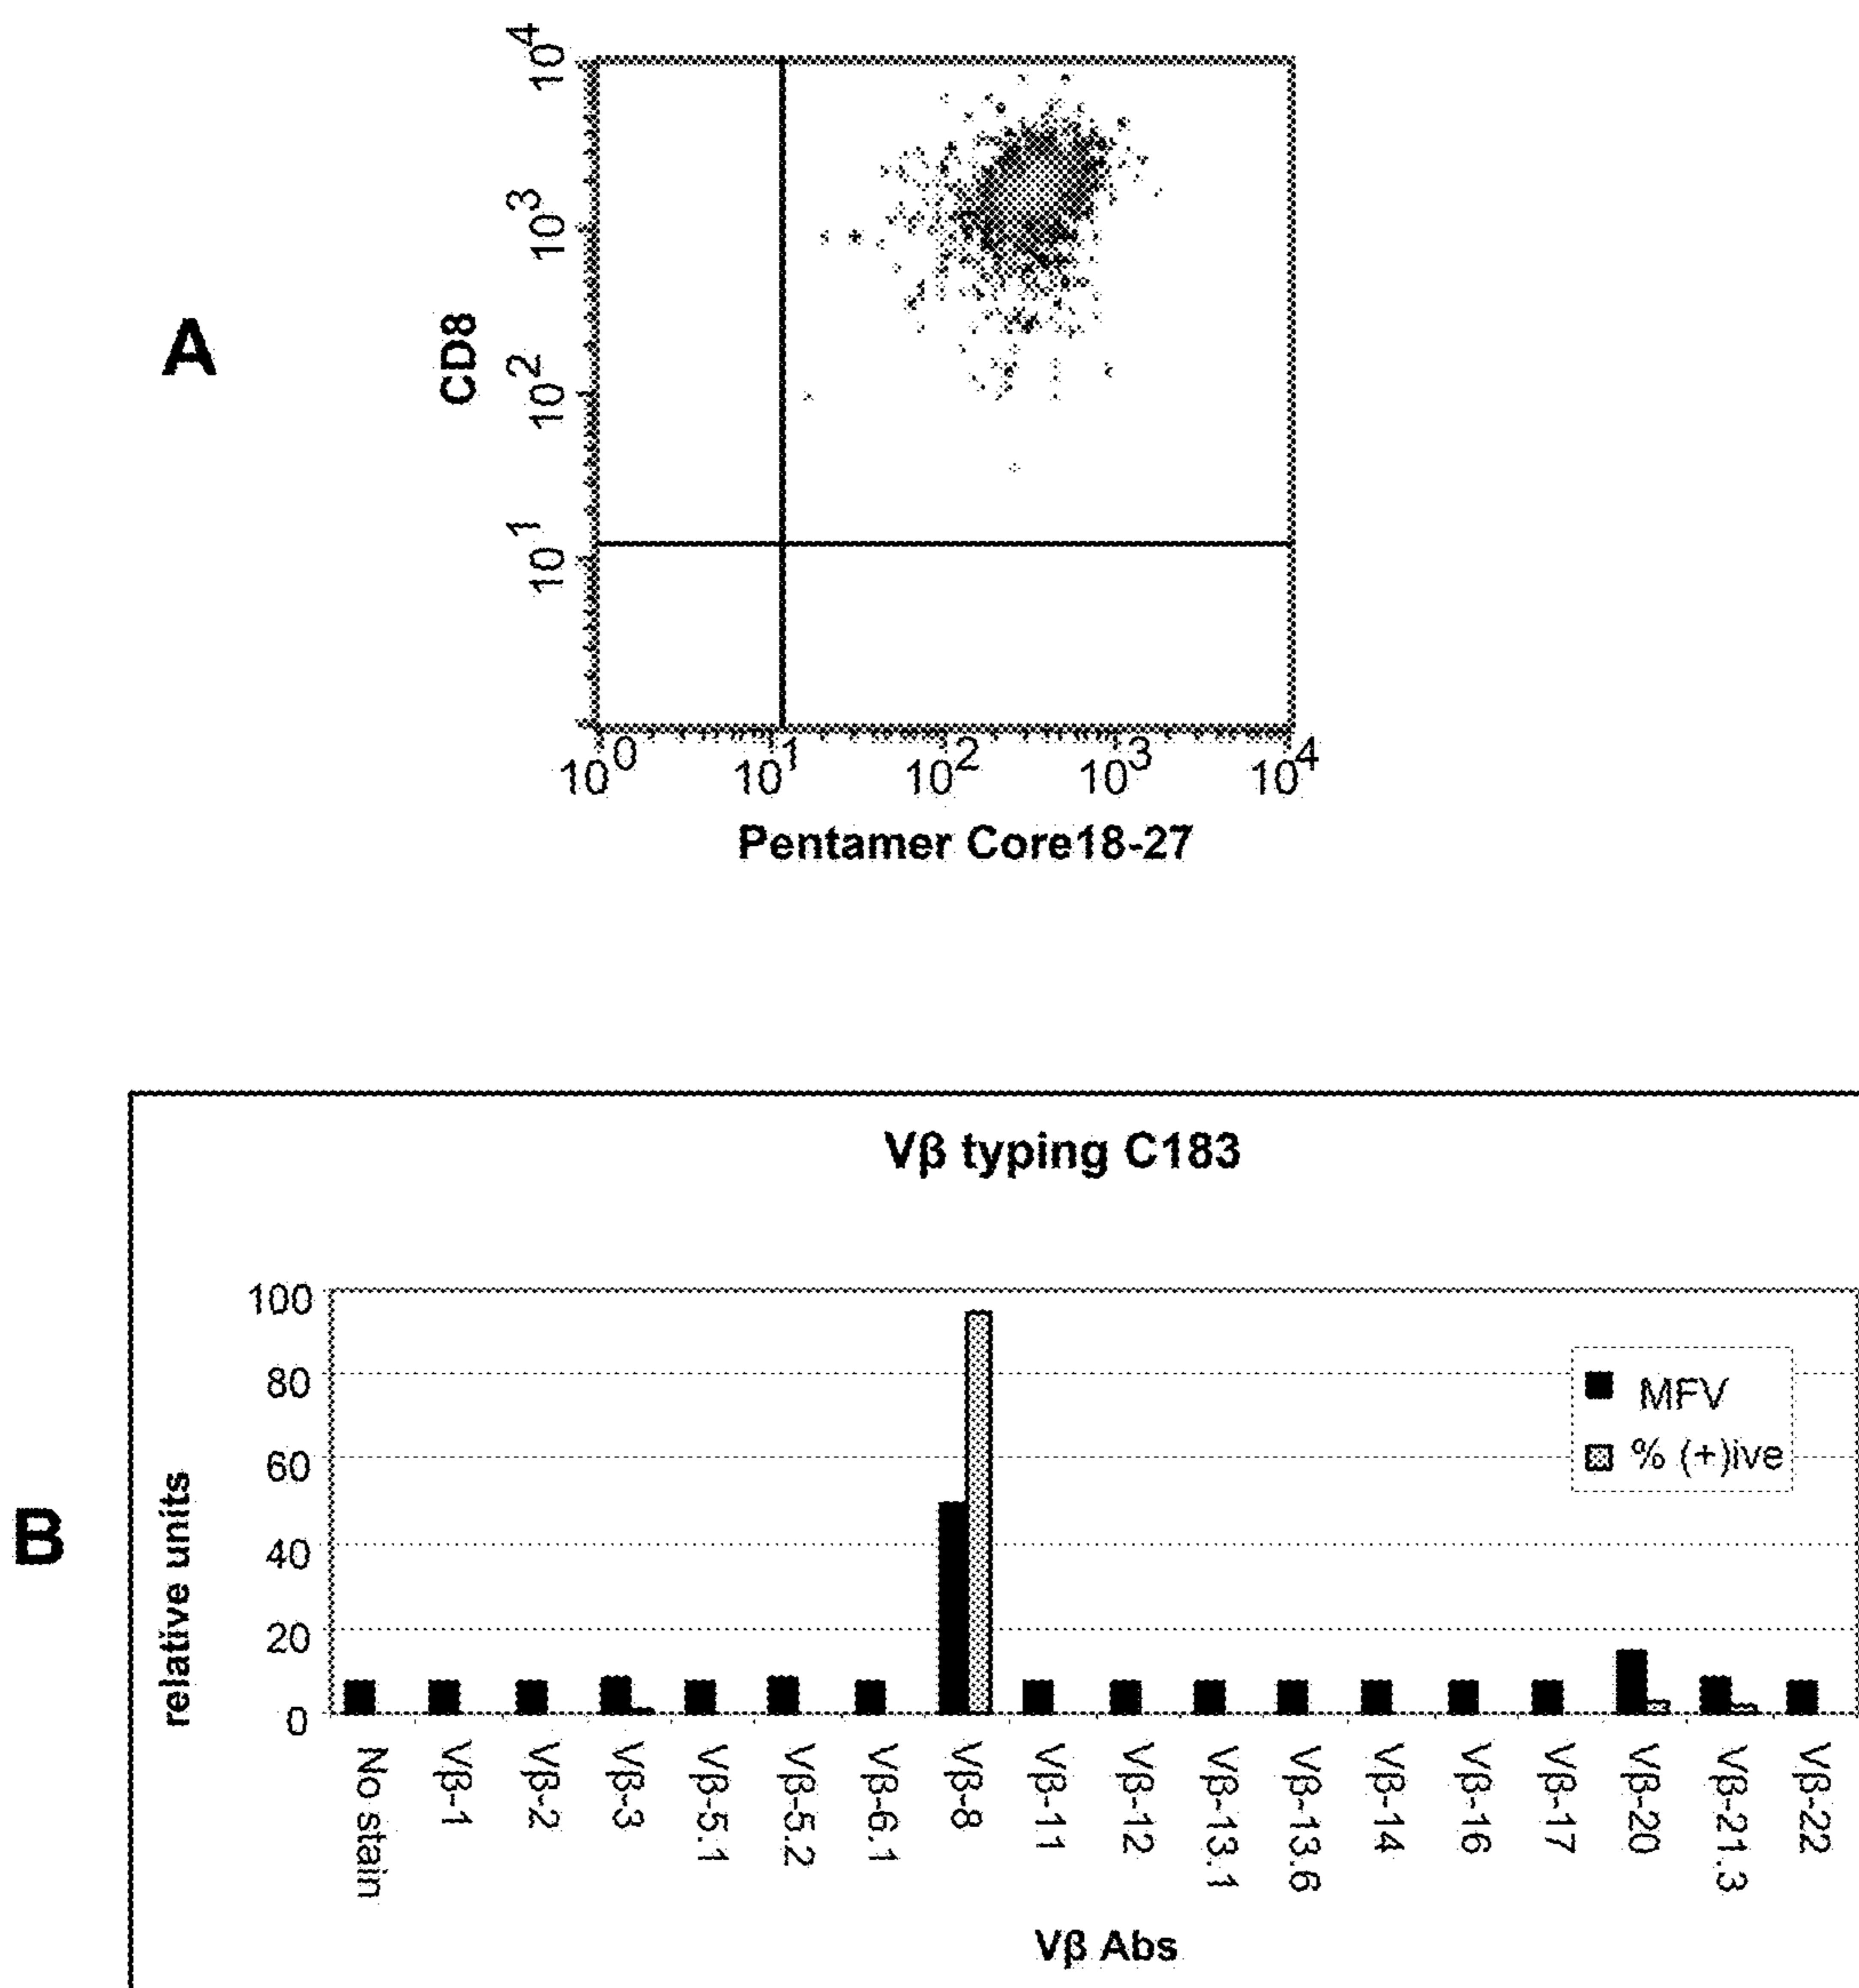 A
CD8
10^4
10^3
10^2
10^1
10^0 10^1 10^2 10^3 10^4
Pentamer Core18-27
B
Vβ typing C183
relative units
100
80
60
40
20
0
MFV
% (+)ive
No stain
Vβ-1
Vβ-2
Vβ-3
Vβ-5.1
Vβ-5.2
Vβ-6.1
Vβ-8
Vβ-11
Vβ-12
Vβ-13.1
Vβ-13.6
Vβ-14
Vβ-16
Vβ-17
Vβ-20
Vβ-21.3
Vβ-22
Vβ Abs